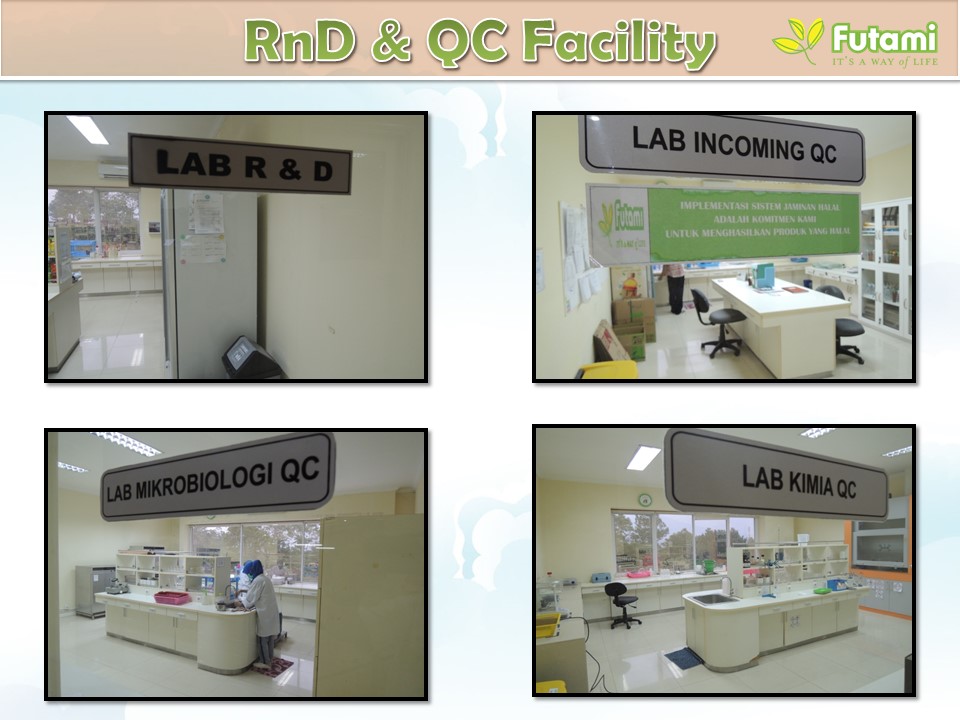 RnD & QC Facility
Futami
IT'S A WAY of LIFE
LAB R & D
LAB INCOMING QC
Futami
IMPLEMENTASI SISTEM JAMINAN HALAL
ADALAH KOMITMEN KAMI
UNTUK MENGHASILKAN PRODUK YANG HALAL
LAB MIKROBIOLOGI QC
LAB KIMIA QC